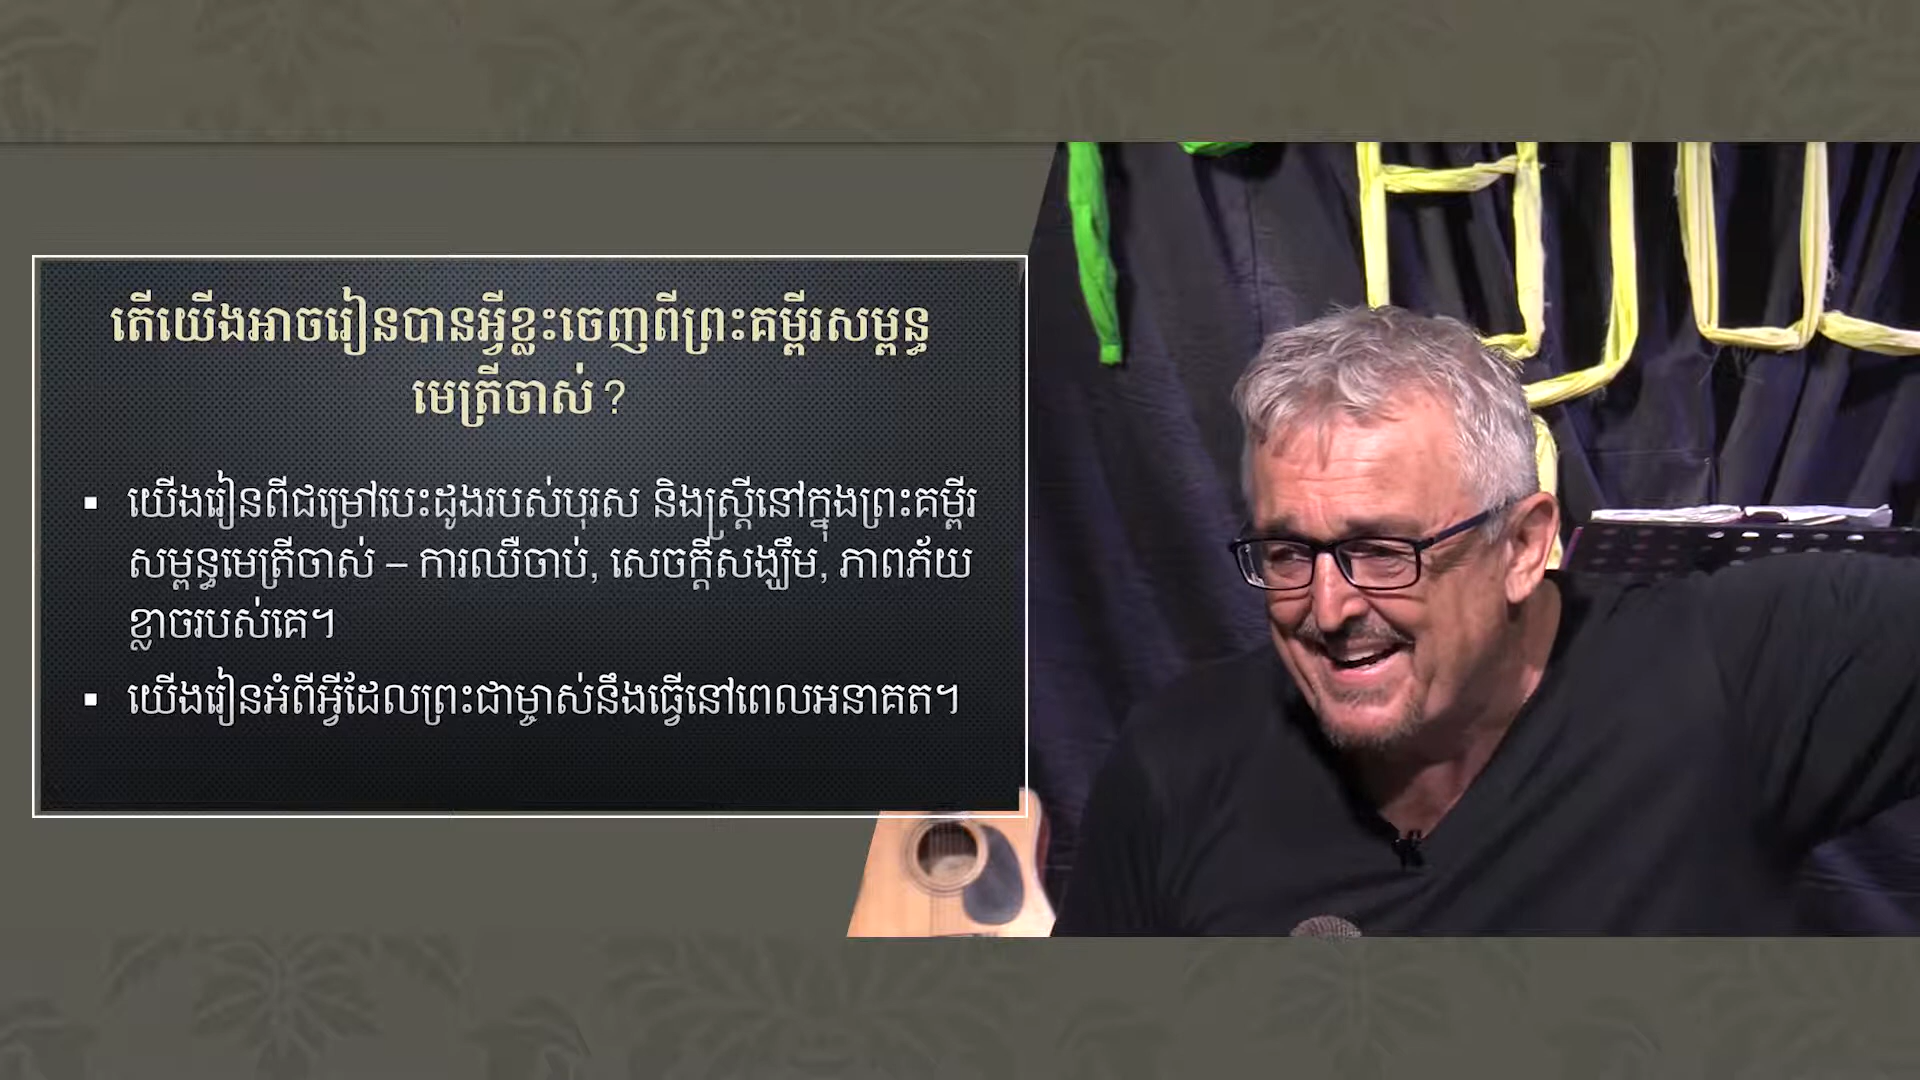 តើយើងអាចរៀនបានអ្វីខ្លះចេញពីព្រះគម្ពីរសម្ពន្ធ
មេត្រីចាស់ ?
▪ យើងរៀនពីជម្រៅបេះដូងរបស់បុរស និងស្ត្រីនៅក្នុងព្រះគម្ពីរ
សម្ពន្ធមេត្រីចាស់ – ការឈឺចាប់, សេចក្តីសង្ឃឹម, ភាពភ័យ
ខ្លាចរបស់គេ។
▪ យើងរៀនអំពីអ្វីដែលព្រះជាម្ចាស់នឹងធ្វើនៅពេលអនាគត។